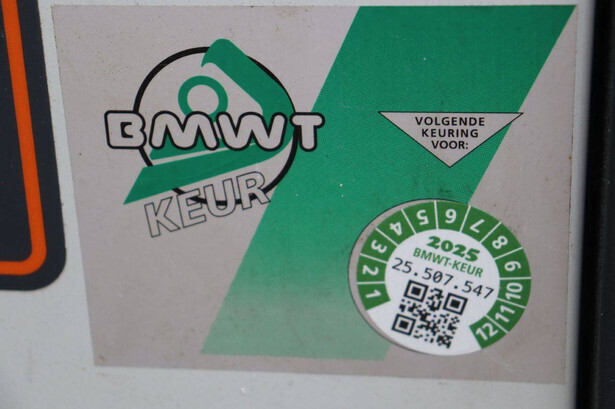 BMWT
KEUR
VOLGENDE
KEURING
VOOR:
1 2 3 4 5 6 7 8 9 10 11 12
2025
BMWT-KEUR
25.507.547